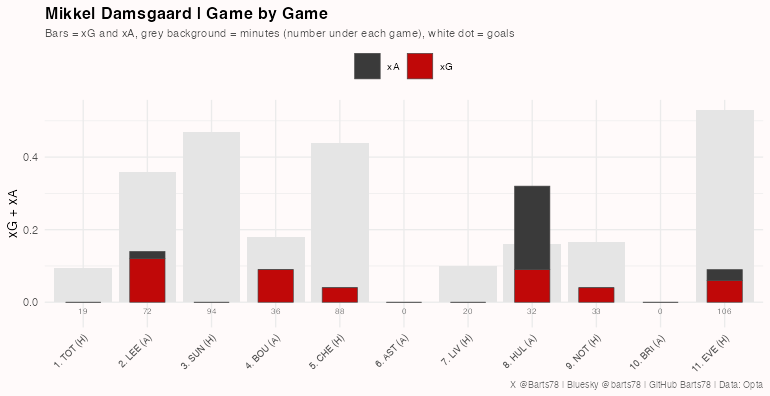 Mikkel Damsgaard | Game by Game
Bars = xG and xA, grey background = minutes (number under each game), white dot = goals
xA xG
xG + xA
0.4
0.2
0.0
19 72 94 36 88 0 20 32 33 0 106
1. TOT (H) 2. LEE (A) 3. SUN (H) 4. BOU (A) 5. CHE (H) 6. AST (A) 7. LIV (H) 8. HUL (A) 9. NOT (H) 10. BRI (A) 11. EVE (H)
X @Barts78 | Bluesky @barts78 | GitHub Barts78 | Data: Opta